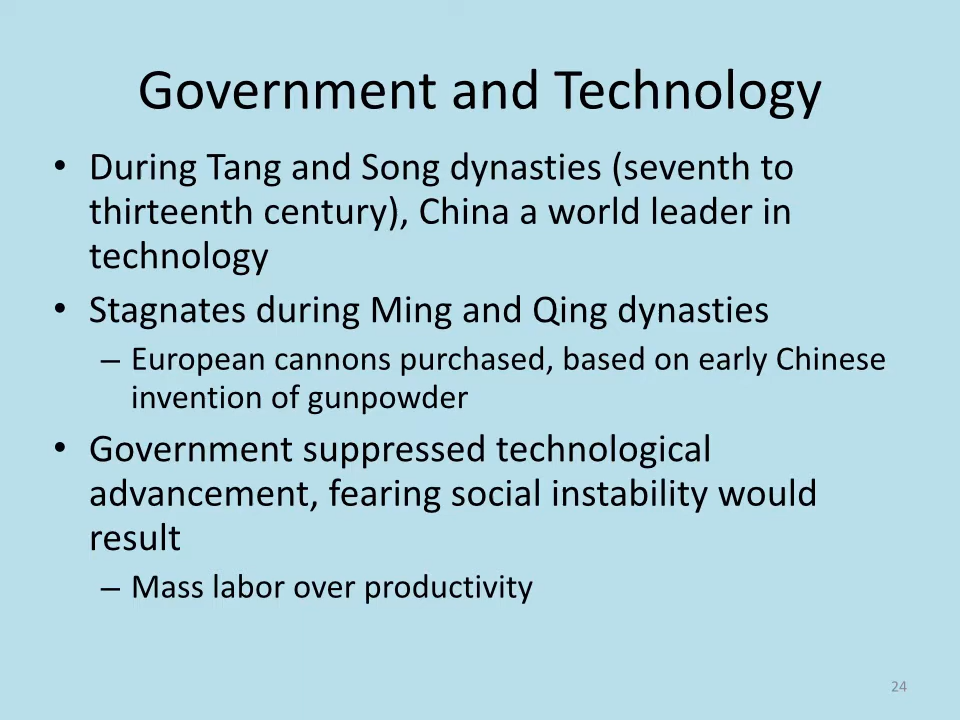 Government and Technology
• During Tang and Song dynasties (seventh to
thirteenth century), China a world leader in
technology
• Stagnates during Ming and Qing dynasties
– European cannons purchased, based on early Chinese
invention of gunpowder
• Government suppressed technological
advancement, fearing social instability would
result
– Mass labor over productivity
24